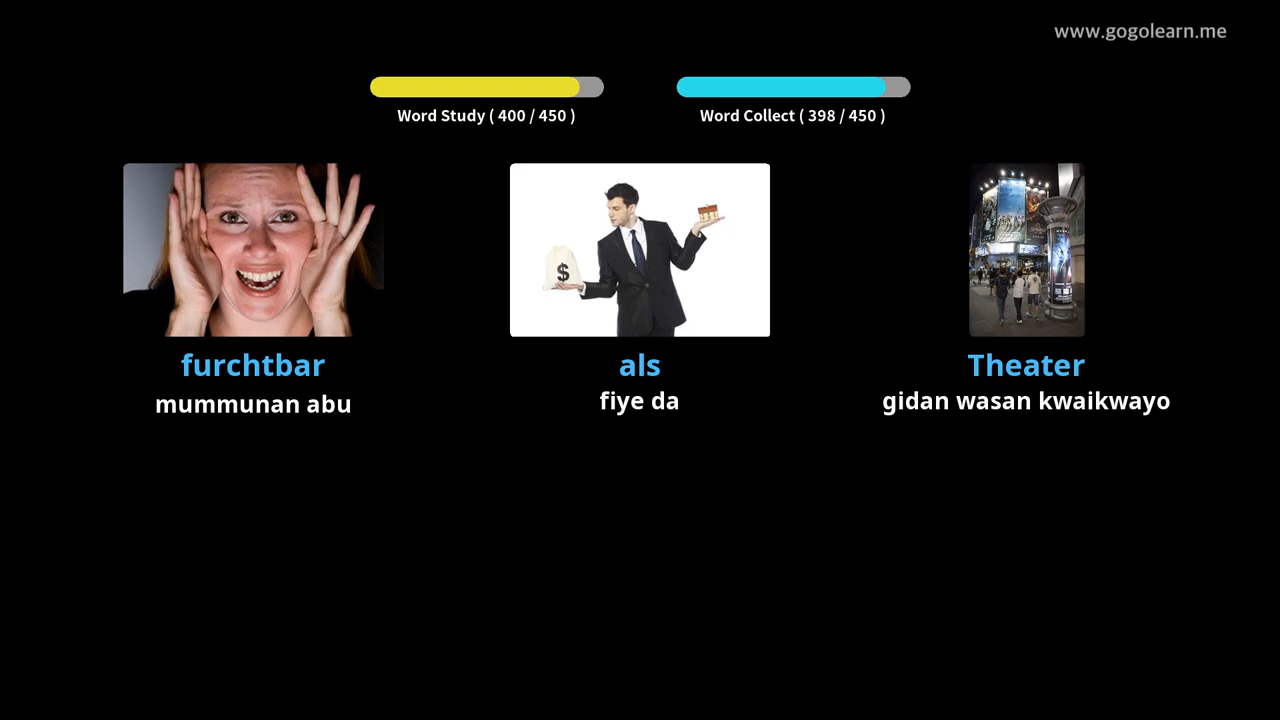 www.gogolearn.me
Word Study ( 400 / 450 )
Word Collect ( 398 / 450 )
$
furchtbar
als
Theater
mummunan abu
fiye da
gidan wasan kwaikwayo